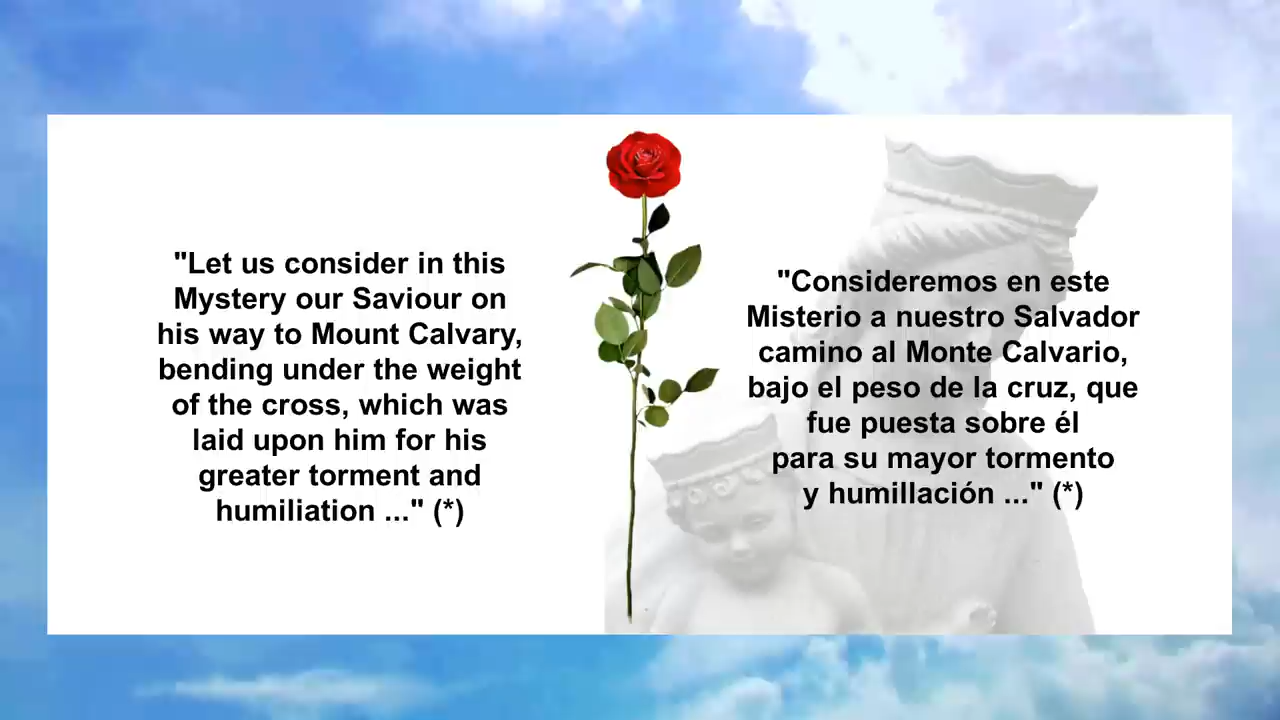 "Let us consider in this
Mystery our Saviour on
his way to Mount Calvary,
bending under the weight
of the cross, which was
laid upon him for his
greater torment and
humiliation ..." (*)
"Consideremos en este
Misterio a nuestro Salvador
camino al Monte Calvario,
bajo el peso de la cruz, que
fue puesta sobre él
para su mayor tormento
y humillación ..." (*)